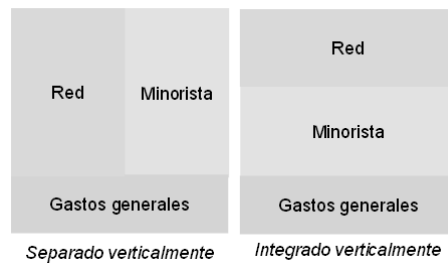 Red
Minorista
Gastos generales
Separado verticalmente
Red
Minorista
Gastos generales
Integrado verticalmente